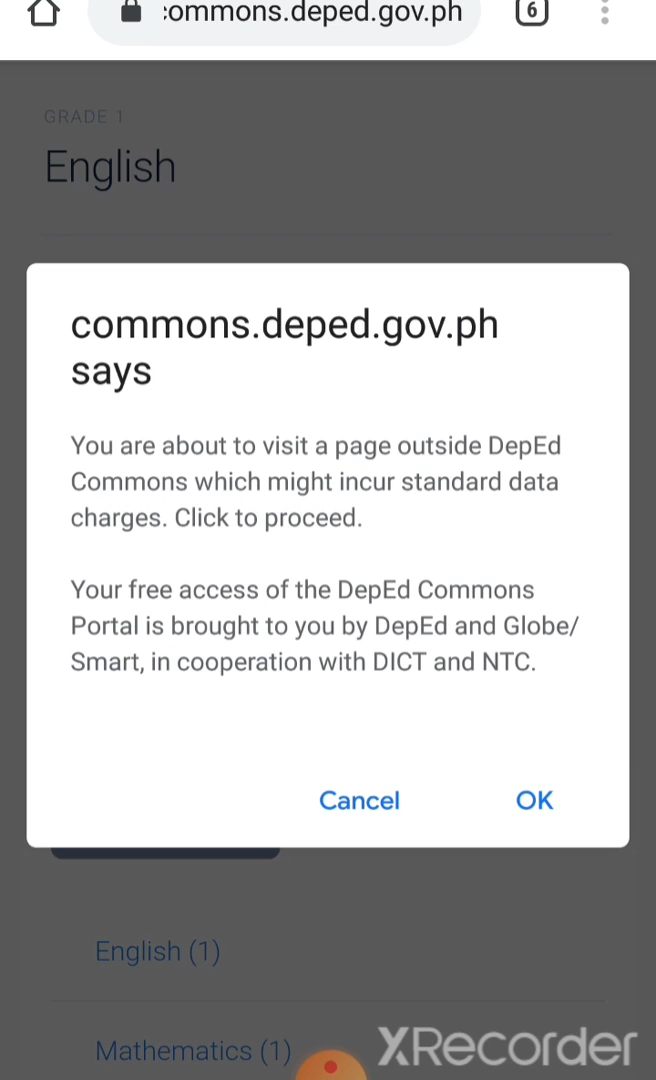 :ommons.deped.gov.ph
6
GRADE 1
English
commons.deped.gov.ph
says
You are about to visit a page outside DepEd
Commons which might incur standard data
charges. Click to proceed.
Your free access of the DepEd Commons
Portal is brought to you by DepEd and Globe/
Smart, in cooperation with DICT and NTC.
Cancel
OK
English (1)
Mathematics (1)
XRecorder